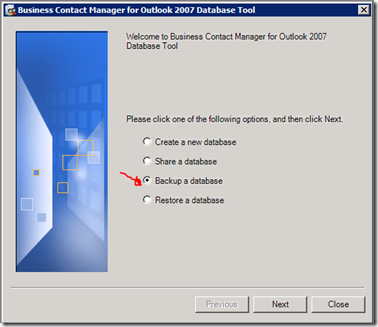 Business Contact Manager for Outlook 2007 Database Tool
Welcome to Business Contact Manager for Outlook 2007
Database Tool
Please click one of the following options, and then click Next.
Create a new database
Share a database
Backup a database
Restore a database
Previous
Next
Close